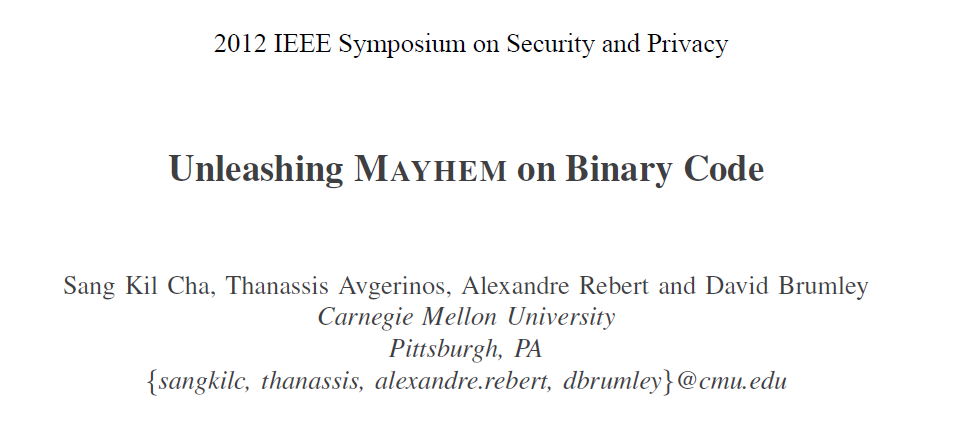 2012 IEEE Symposium on Security and Privacy
Unleashing MAYHEM on Binary Code
Sang Kil Cha, Thanassis Avgerinos, Alexandre Rebert and David Brumley
Carnegie Mellon University
Pittsburgh, PA
{sangkilc, thanassis, alexandre.rebert, dbrumley}@cmu.edu